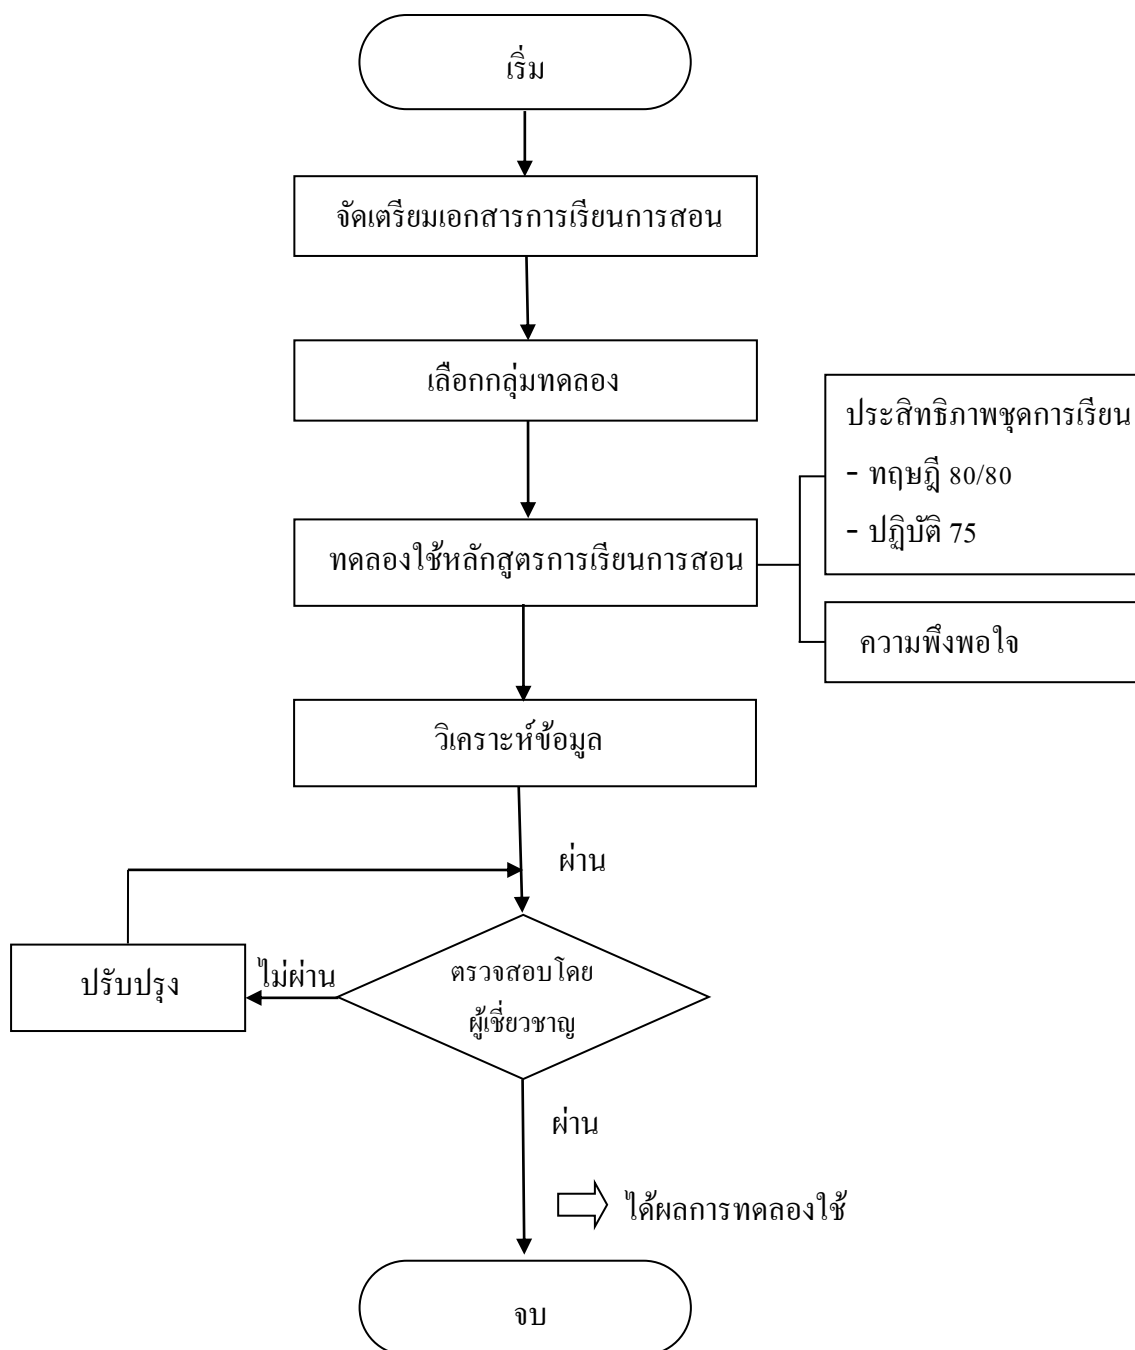 เริ่ม
จัดเตรียมเอกสารการเรียนการสอน
เลือกกลุ่มทดลอง
ประสิทธิภาพชุดการเรียน
- ทฤษฎี 80/80
- ปฏิบัติ 75
ทดลองใช้หลักสูตรการเรียนการสอน
ความพึงพอใจ
วิเคราะห์ข้อมูล
ผ่าน
ปรับปรุง
ไม่ผ่าน
ตรวจสอบโดย
ผู้เชี่ยวชาญ
ผ่าน
ได้ผลการทดลองใช้
จบ